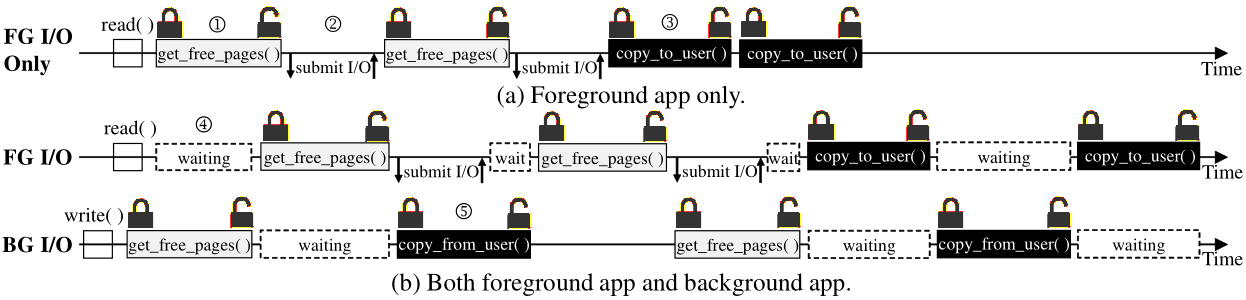 FG I/O Only
read( ) ① ② ③
get_free_pages( ) submit I/O get_free_pages( ) submit I/O copy_to_user( ) copy_to_user( )
Time
(a) Foreground app only.
FG I/O
read( ) ④
waiting get_free_pages( ) submit I/O wait get_free_pages( ) submit I/O wait copy_to_user( ) waiting copy_to_user( )
Time
BG I/O
write( ) ⑤
get_free_pages( ) waiting copy_from_user( ) get_free_pages( ) waiting copy_from_user( ) waiting
Time
(b) Both foreground app and background app.